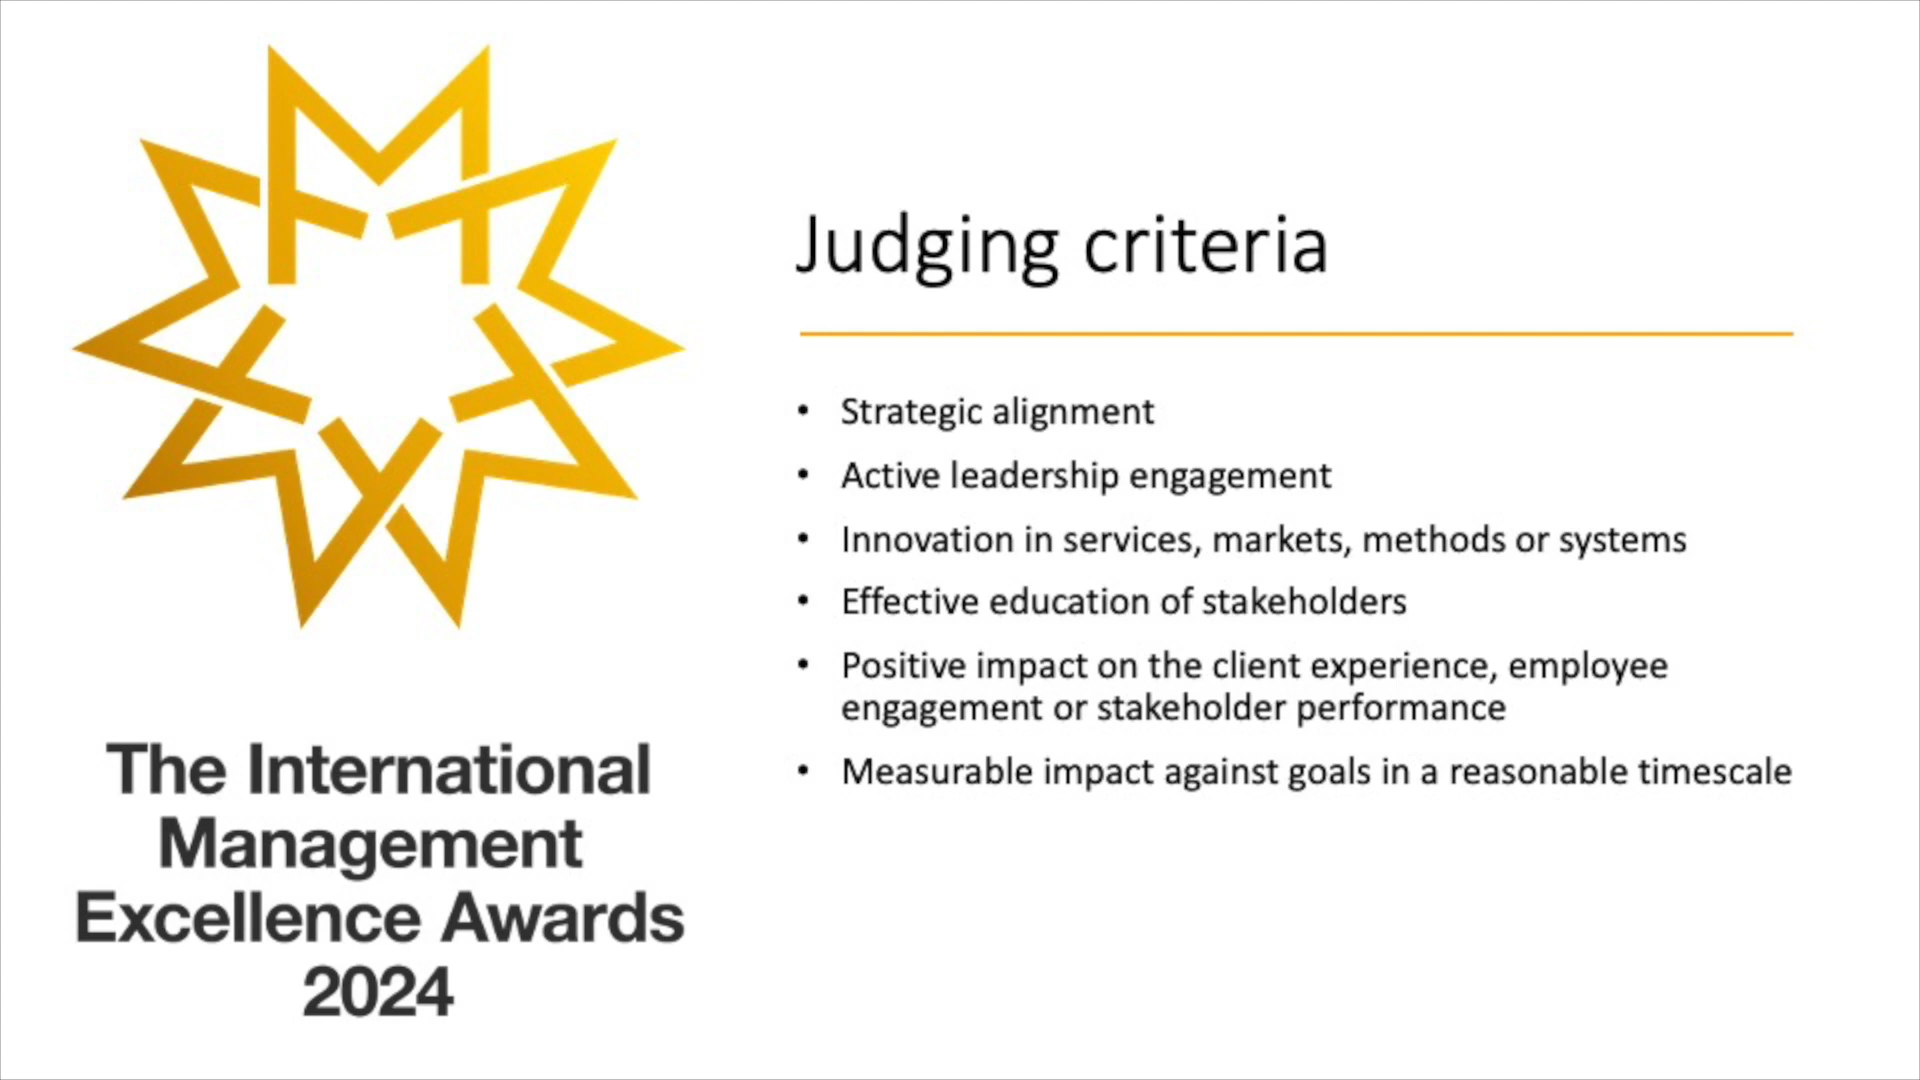 The International
Management
Excellence Awards
2024
Judging criteria
• Strategic alignment
• Active leadership engagement
• Innovation in services, markets, methods or systems
• Effective education of stakeholders
• Positive impact on the client experience, employee
engagement or stakeholder performance
• Measurable impact against goals in a reasonable timescale